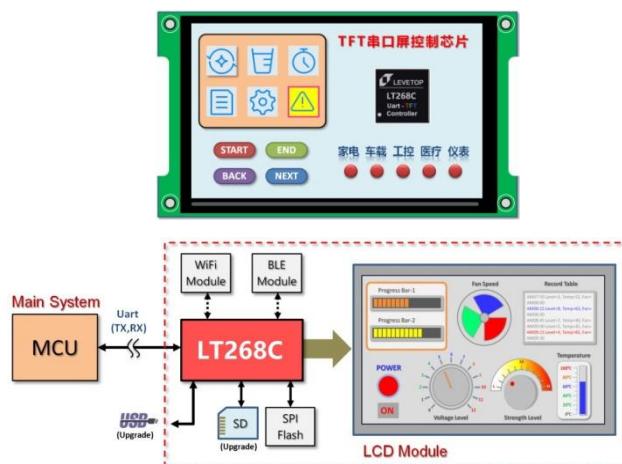 TFT串口屏控制芯片
LEVETOP
LT268C
Uart - TFT
Controller
START
END
BACK
NEXT
家电 车载 工控 医疗 仪表
Main System
MCU
Uart
(TX,RX)
WiFi
Module
BLE
Module
LT268C
USB
(Upgrade)
SD
(Upgrade)
SPI
Flash
Progress Bar-1
Progress Bar-2
Fan Speed
Record Table
POWER
ON
Voltage Level
Strength Level
Temperature
LCD Module